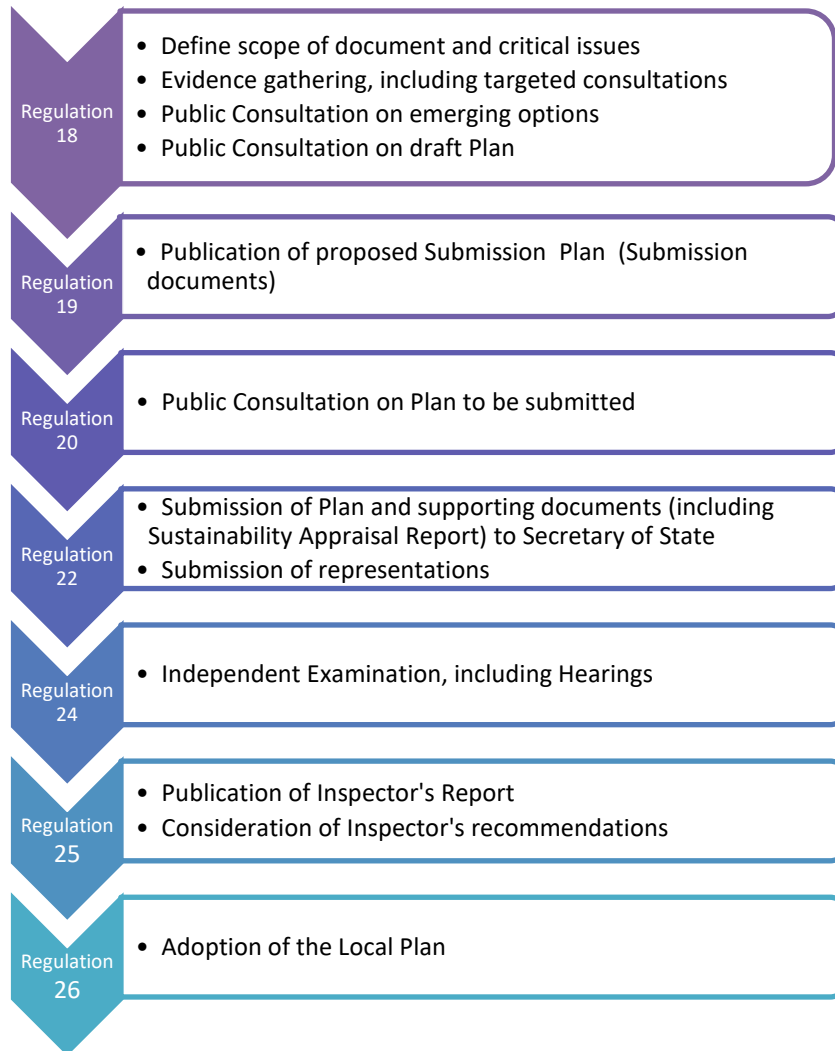 Regulation
18
• Define scope of document and critical issues
• Evidence gathering, including targeted consultations
• Public Consultation on emerging options
• Public Consultation on draft Plan
Regulation
19
• Publication of proposed Submission Plan (Submission
documents)
Regulation
20
• Public Consultation on Plan to be submitted
Regulation
22
• Submission of Plan and supporting documents (including
Sustainability Appraisal Report) to Secretary of State
• Submission of representations
Regulation
24
• Independent Examination, including Hearings
Regulation
25
• Publication of Inspector's Report
• Consideration of Inspector's recommendations
Regulation
26
• Adoption of the Local Plan